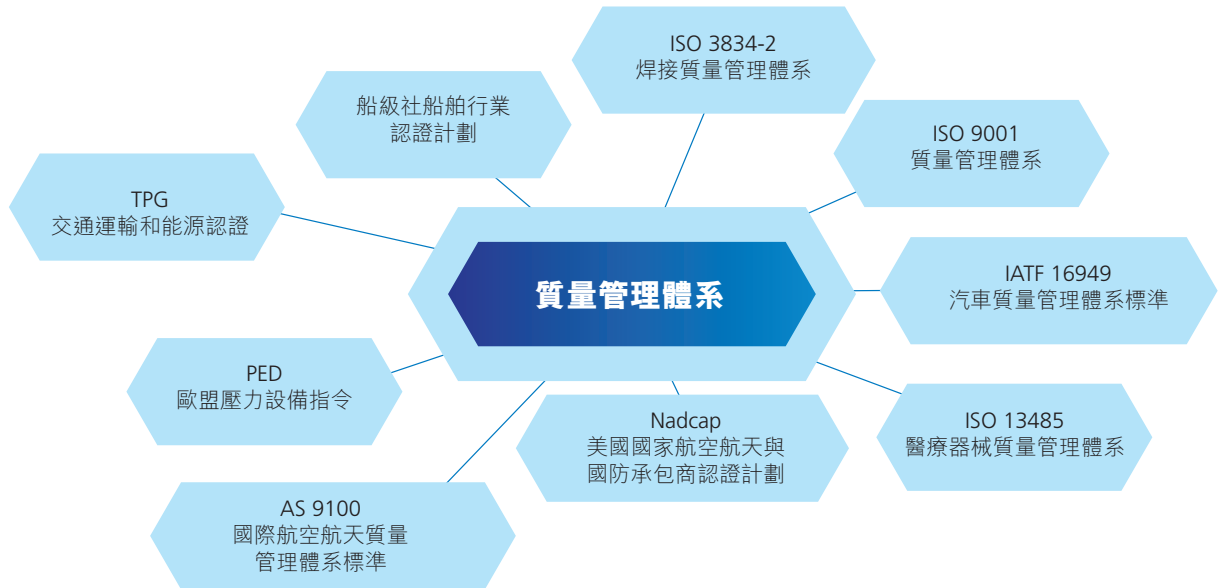 ISO 3834-2
焊接質量管理體系
船級社船舶行業
認證計劃
ISO 9001
質量管理體系
TPG
交通運輸和能源認證
質量管理體系
IATF 16949
汽車質量管理體系標準
PED
歐盟壓力設備指令
Nadcap
美國國家航空航天與
國防承包商認證計劃
ISO 13485
醫療器械質量管理體系
AS 9100
國際航空航天質量
管理體系標準